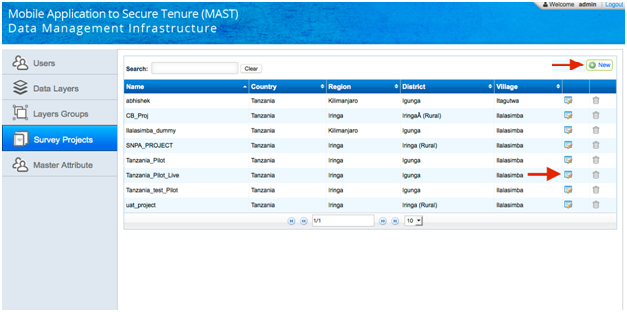 Mobile Application to Secure Tenure (MAST)
Data Management Infrastructure
Welcome admin | Logout
Users
Data Layers
Layers Groups
Survey Projects
Master Attribute
Search: Clear
New
Name Country Region District Village
abhishek Tanzania Kilimanjaro Igunga Itagutwa
CB_Proj Tanzania Iringa IringaÂ (Rural) Ilalasimba
Ilalasimba_dummy Tanzania Kilimanjaro Igunga Ilalasimba
SNPA_PROJECT Tanzania Iringa Iringa (Rural) Ilalasimba
Tanzania_Pilot Tanzania Iringa Igunga Ilalasimba
Tanzania_Pilot_Live Tanzania Iringa Igunga Ilalasimba
Tanzania_test_Pilot Tanzania Iringa Igunga Ilalasimba
ust_project Tanzania Iringa Iringa (Rural) Ilalasimba
1/1 10